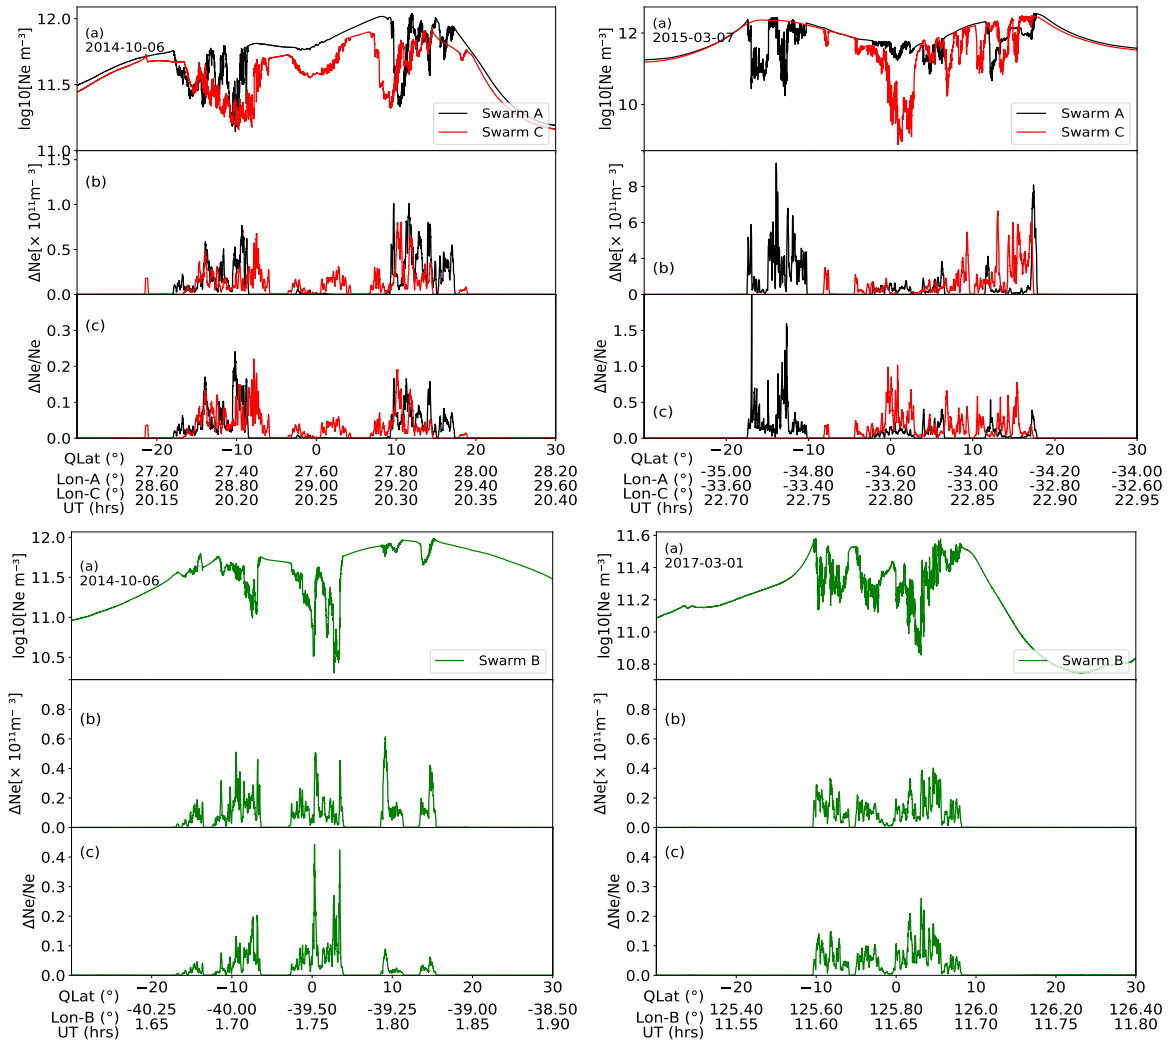 12.0
11.5
11.0
log10[Ne m⁻³]
(a)
2014-10-06
Swarm A
Swarm C
1.5
1.0
0.5
0.0
ΔNe[× 10¹¹m⁻³]
(b)
0.3
0.2
0.1
0.0
ΔNe/Ne
(c)
−20 −10 0 10 20 30
QLat (°)
27.20 27.40 27.60 27.80 28.00 28.20
Lon-A (°)
28.60 28.80 29.00 29.20 29.40 29.60
Lon-C (°)
20.15 20.20 20.25 20.30 20.35 20.40
UT (hrs)
12
10
log10[Ne m⁻³]
(a)
2015-03-07
Swarm A
Swarm C
8
6
4
2
0
ΔNe[× 10¹¹m⁻³]
(b)
1.5
1.0
0.5
0.0
ΔNe/Ne
(c)
−20 −10 0 10 20 30
QLat (°)
-35.00 -34.80 -34.60 -34.40 -34.20 -34.00
Lon-A (°)
-33.60 -33.40 -33.20 -33.00 -32.80 -32.60
Lon-C (°)
22.70 22.75 22.80 22.85 22.90 22.95
UT (hrs)
12.0
11.5
11.0
10.5
log10[Ne m⁻³]
(a)
2014-10-06
Swarm B
0.8
0.6
0.4
0.2
0.0
ΔNe[× 10¹¹m⁻³]
(b)
0.4
0.3
0.2
0.1
0.0
ΔNe/Ne
(c)
−20 −10 0 10 20 30
QLat (°)
-40.25 -40.00 -39.50 -39.25 -39.00 -38.50
Lon-B (°)
1.65 1.70 1.75 1.80 1.85 1.90
UT (hrs)
11.6
11.4
11.2
11.0
10.8
log10[Ne m⁻³]
(a)
2017-03-01
Swarm B
0.8
0.6
0.4
0.2
0.0
ΔNe[× 10¹¹m⁻³]
(b)
0.4
0.3
0.2
0.1
0.0
ΔNe/Ne
(c)
−20 −10 0 10 20 30
QLat (°)
125.40 125.60 125.80 126.00 126.20 126.40
Lon-B (°)
11.55 11.60 11.65 11.70 11.75 11.80
UT (hrs)